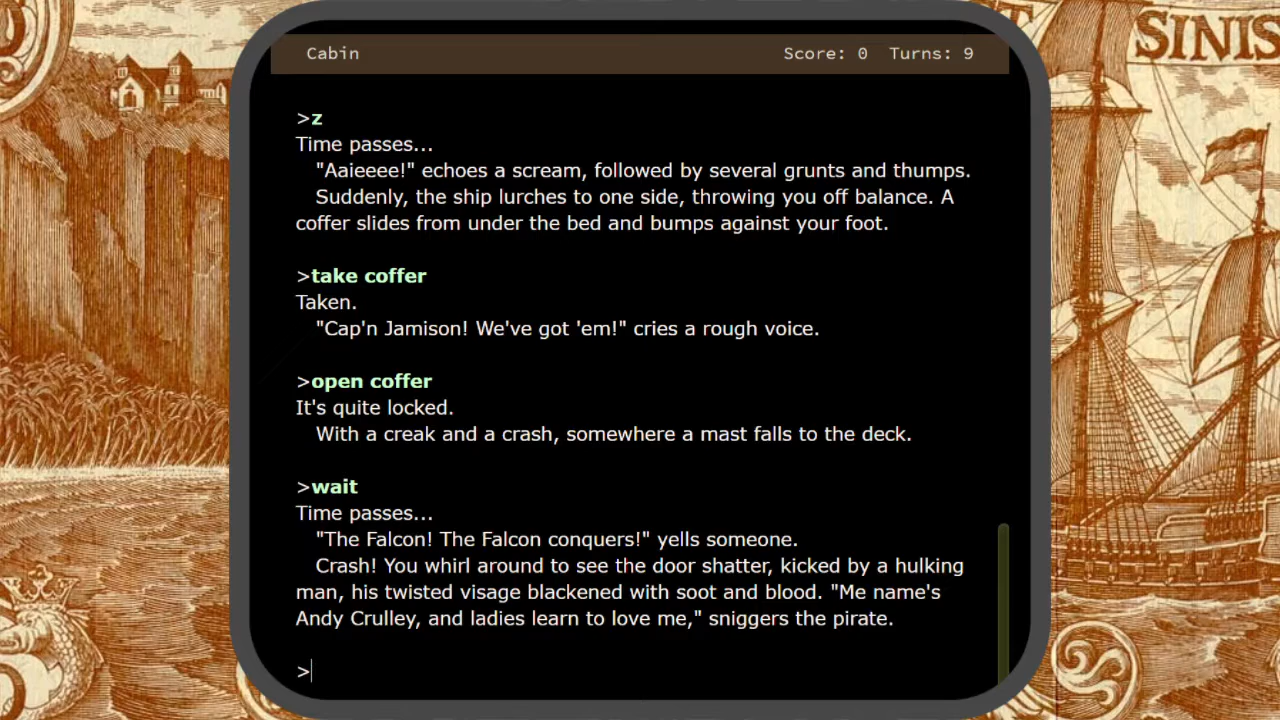 SINIS
Cabin Score: 0 Turns: 9
>z
Time passes...
"Aaieeee!" echoes a scream, followed by several grunts and thumps.
Suddenly, the ship lurches to one side, throwing you off balance. A
coffer slides from under the bed and bumps against your foot.
>take coffer
Taken.
"Cap'n Jamison! We've got 'em!" cries a rough voice.
>open coffer
It's quite locked.
With a creak and a crash, somewhere a mast falls to the deck.
>wait
Time passes...
"The Falcon! The Falcon conquers!" yells someone.
Crash! You whirl around to see the door shatter, kicked by a hulking
man, his twisted visage blackened with soot and blood. "Me name's
Andy Crulley, and ladies learn to love me," sniggers the pirate.
>